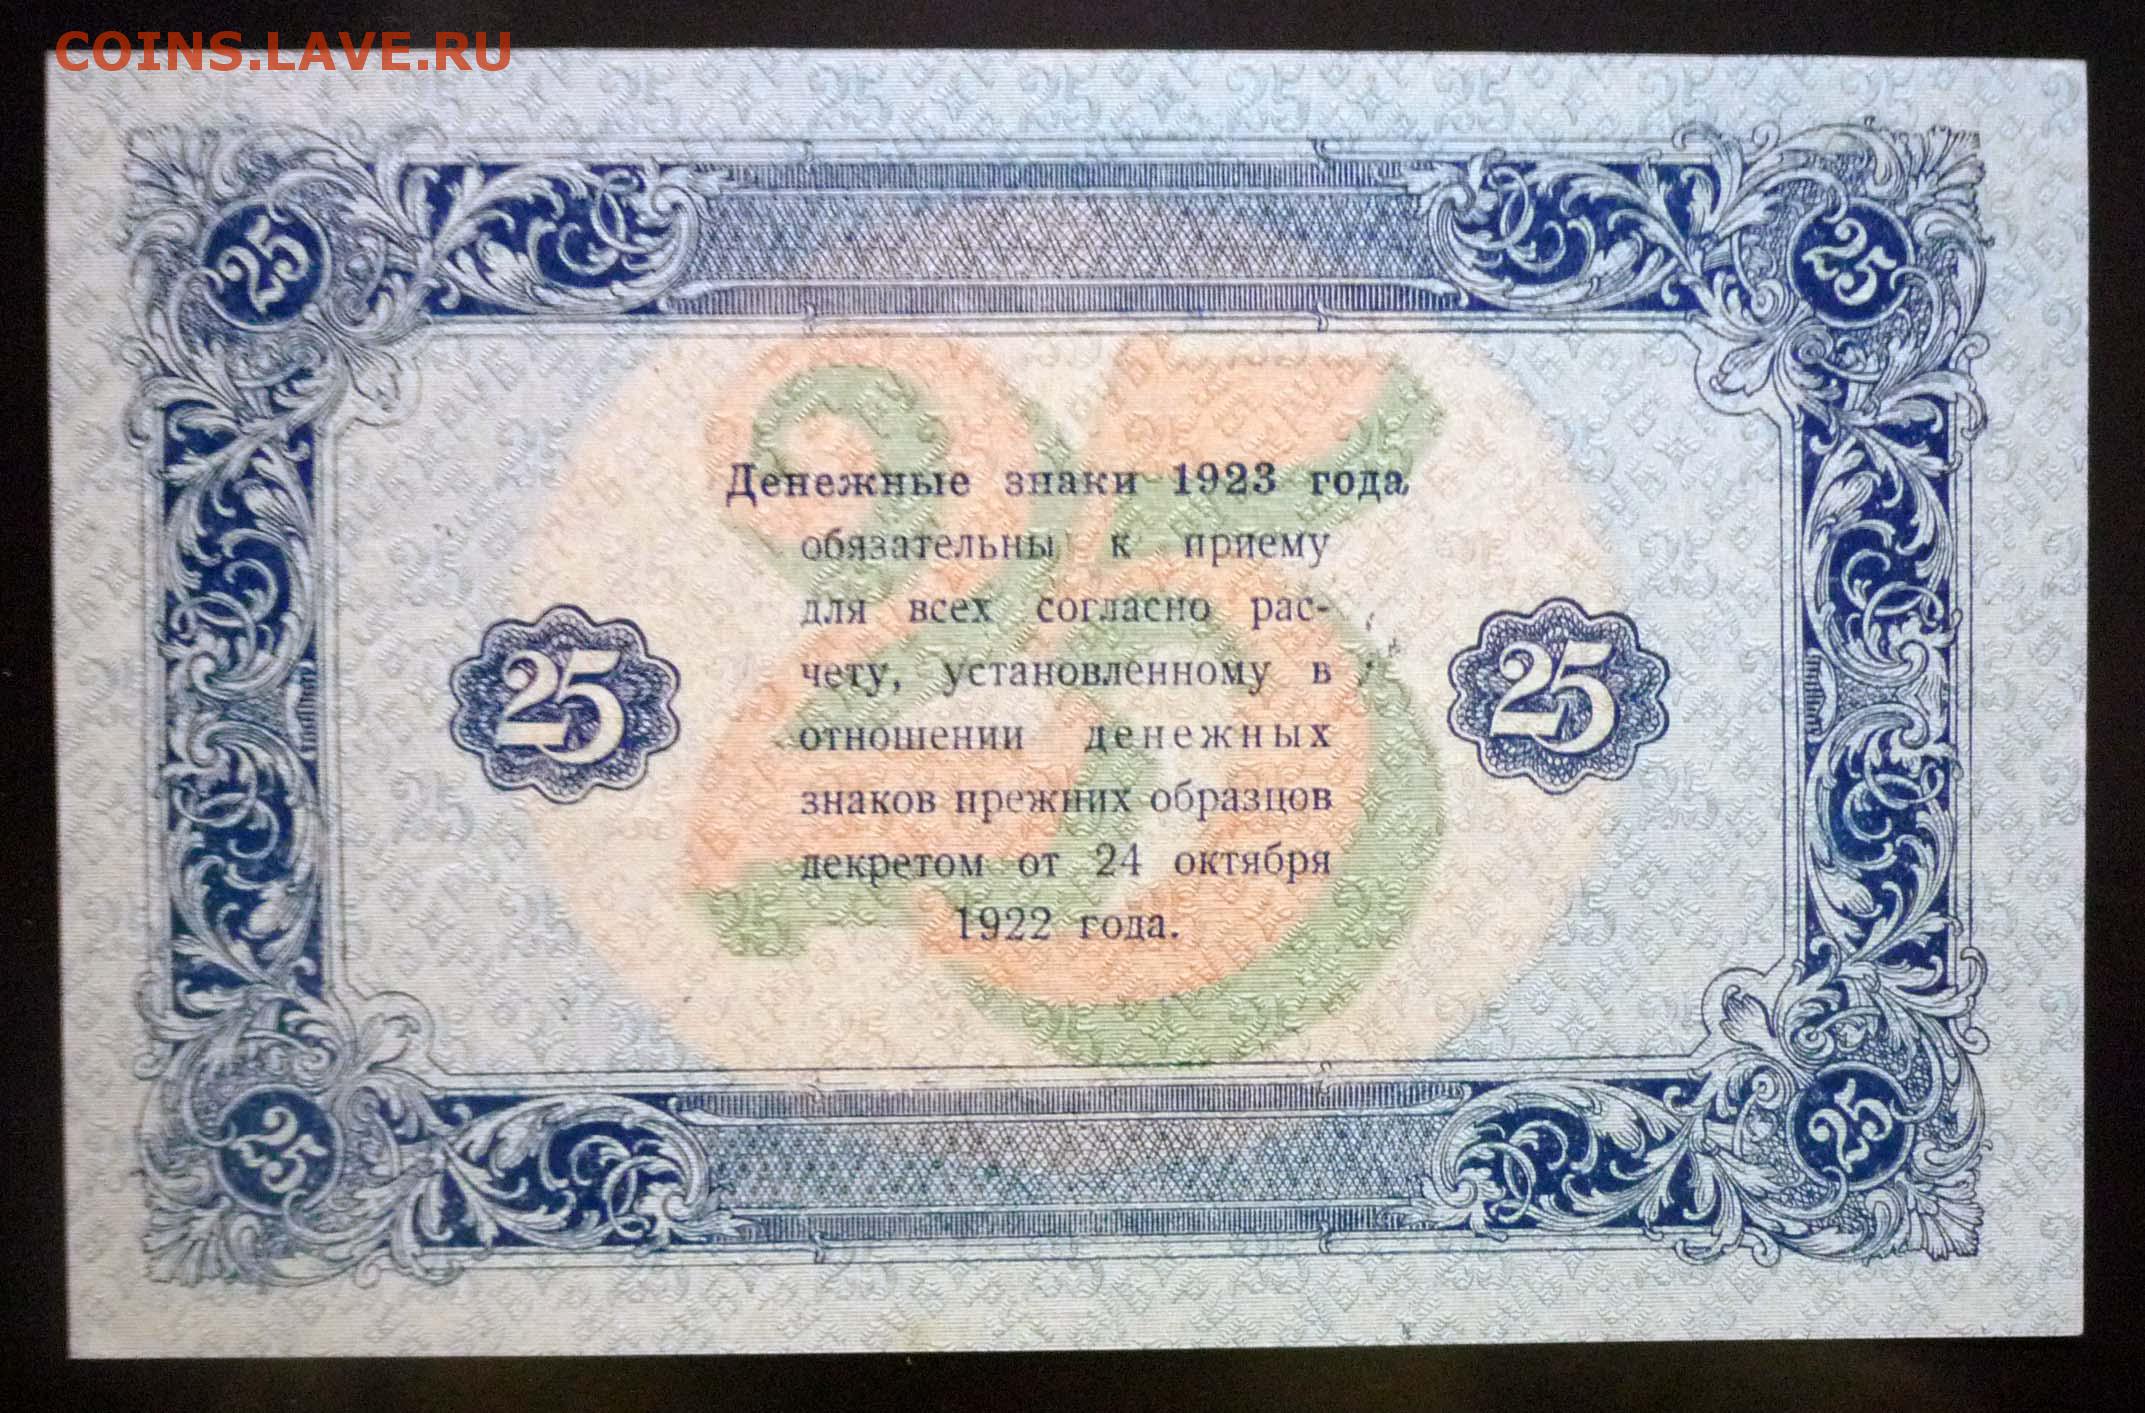 COINS.LAVE.RU
25 25
Денежные знаки 1923 года
обязательны к приему
для всех согласно рас-
чету, установленному в
отношении денежных
знаков прежних образцов
декретом от 24 октября
1922 года.
25 25
25 25